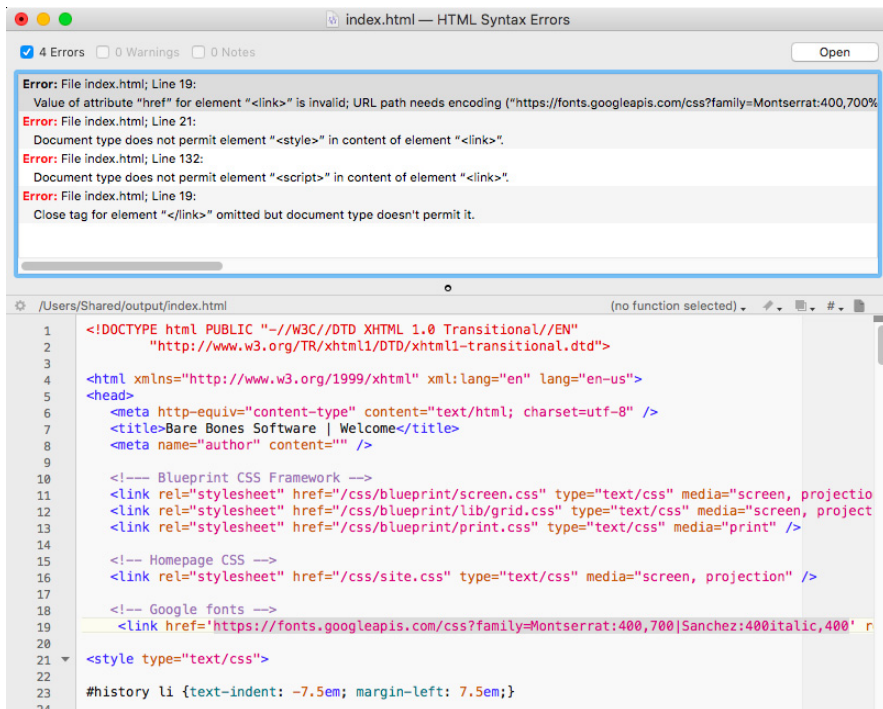 index.html — HTML Syntax Errors
4 Errors 0 Warnings 0 Notes Open
Error: File index.html; Line 19:
Value of attribute “href” for element “<link>” is invalid; URL path needs encoding (“https://fonts.googleapis.com/css?family=Montserrat:400,700%
Error: File index.html; Line 21:
Document type does not permit element “<style>” in content of element “<link>”.
Error: File index.html; Line 132:
Document type does not permit element “<script>” in content of element “<link>”.
Error: File index.html; Line 19:
Close tag for element “</link>” omitted but document type doesn't permit it.
/Users/Shared/output/index.html (no function selected) #
1 <!DOCTYPE html PUBLIC "-//W3C//DTD XHTML 1.0 Transitional//EN"
2 "http://www.w3.org/TR/xhtml1/DTD/xhtml1-transitional.dtd">
3
4 <html xmlns="http://www.w3.org/1999/xhtml" xml:lang="en" lang="en-us">
5 <head>
6 <meta http-equiv="content-type" content="text/html; charset=utf-8" />
7 <title>Bare Bones Software | Welcome</title>
8 <meta name="author" content="" />
9
10 <!--- Blueprint CSS Framework -->
11 <link rel="stylesheet" href="/css/blueprint/screen.css" type="text/css" media="screen, projectio
12 <link rel="stylesheet" href="/css/blueprint/lib/grid.css" type="text/css" media="screen, project
13 <link rel="stylesheet" href="/css/blueprint/print.css" type="text/css" media="print" />
14
15 <!-- Homepage CSS -->
16 <link rel="stylesheet" href="/css/site.css" type="text/css" media="screen, projection" />
17
18 <!-- Google fonts -->
19 <link href='https://fonts.googleapis.com/css?family=Montserrat:400,700|Sanchez:400italic,400' r
20
21 <style type="text/css">
22
23 #history li {text-indent: -7.5em; margin-left: 7.5em;}
24